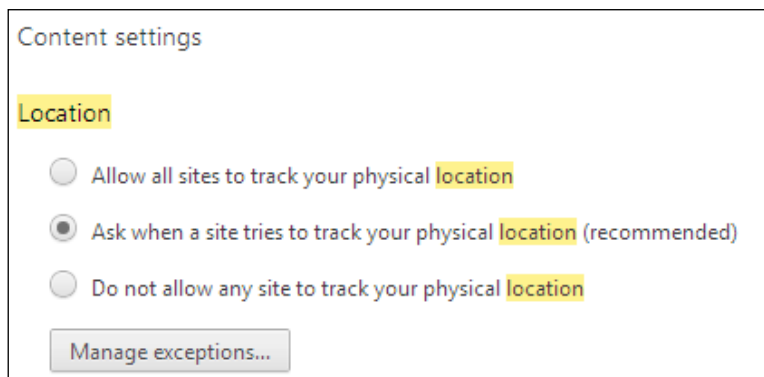 Content settings
Location
Allow all sites to track your physical location
Ask when a site tries to track your physical location (recommended)
Do not allow any site to track your physical location
Manage exceptions...